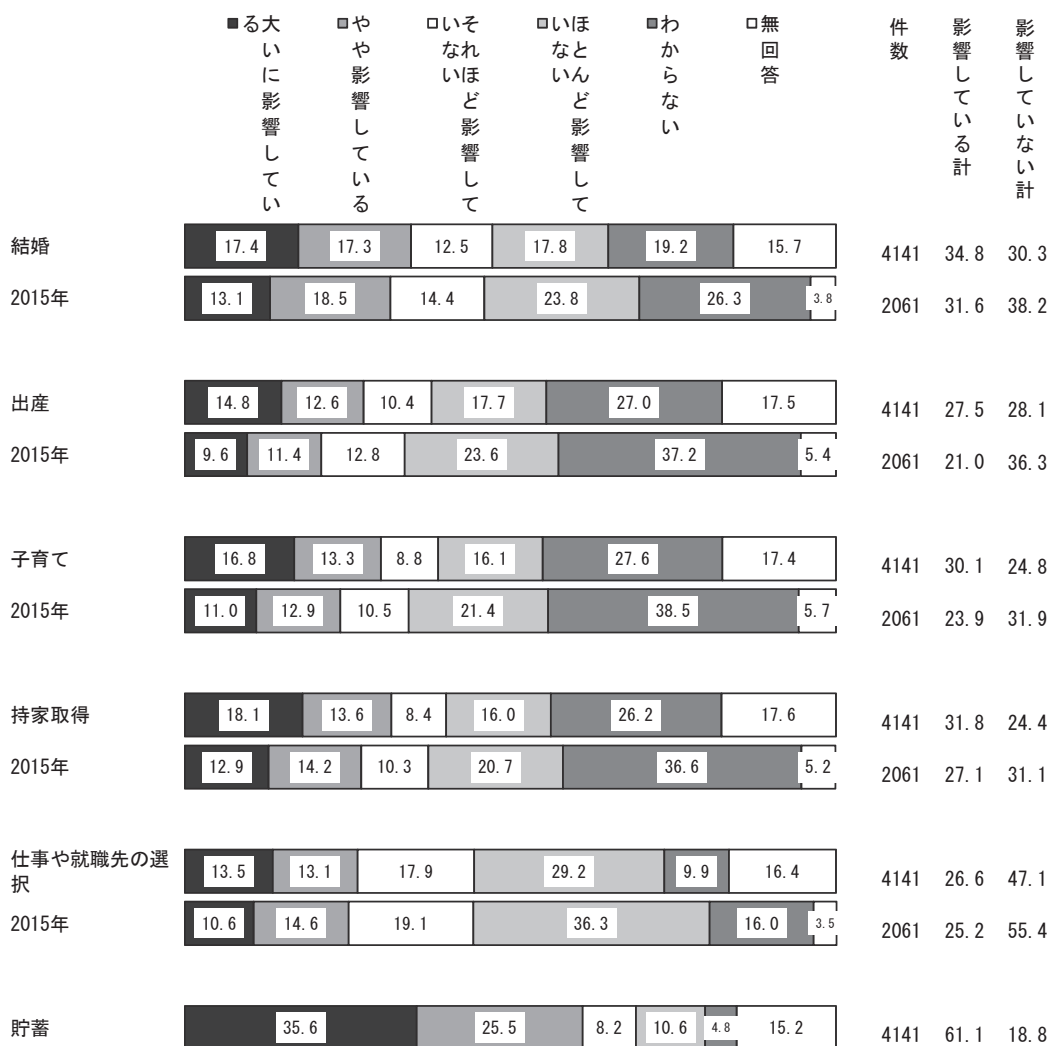 ■大いに影響している
■やや影響している
□それほど影響していない
□ほとんど影響していない
■わからない
□無回答
件数
影響している計
影響していない計
結婚 17.4 17.3 12.5 17.8 19.2 15.7 4141 34.8 30.3
2015年 13.1 18.5 14.4 23.8 26.3 3.8 2061 31.6 38.2
出産 14.8 12.6 10.4 17.7 27.0 17.5 4141 27.5 28.1
2015年 9.6 11.4 12.8 23.6 37.2 5.4 2061 21.0 36.3
子育て 16.8 13.3 8.8 16.1 27.6 17.4 4141 30.1 24.8
2015年 11.0 12.9 10.5 21.4 38.5 5.7 2061 23.9 31.9
持家取得 18.1 13.6 8.4 16.0 26.2 17.6 4141 31.8 24.4
2015年 12.9 14.2 10.3 20.7 36.6 5.2 2061 27.1 31.1
仕事や就職先の選
択 13.5 13.1 17.9 29.2 9.9 16.4 4141 26.6 47.1
2015年 10.6 14.6 19.1 36.3 16.0 3.5 2061 25.2 55.4
貯蓄 35.6 25.5 8.2 10.6 4.8 15.2 4141 61.1 18.8